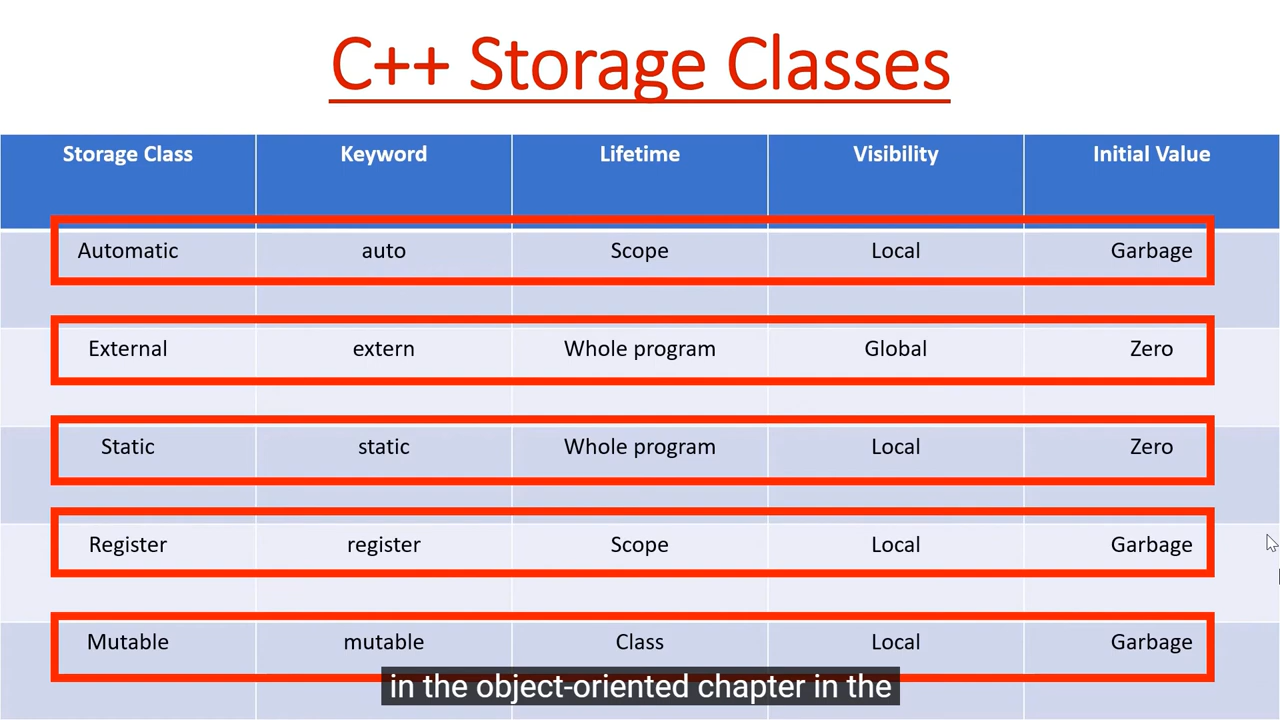 C++ Storage Classes
Storage Class Keyword Lifetime Visibility Initial Value
Automatic auto Scope Local Garbage
External extern Whole program Global Zero
Static static Whole program Local Zero
Register register Scope Local Garbage
Mutable mutable Class Local Garbage
in the object-oriented chapter in the